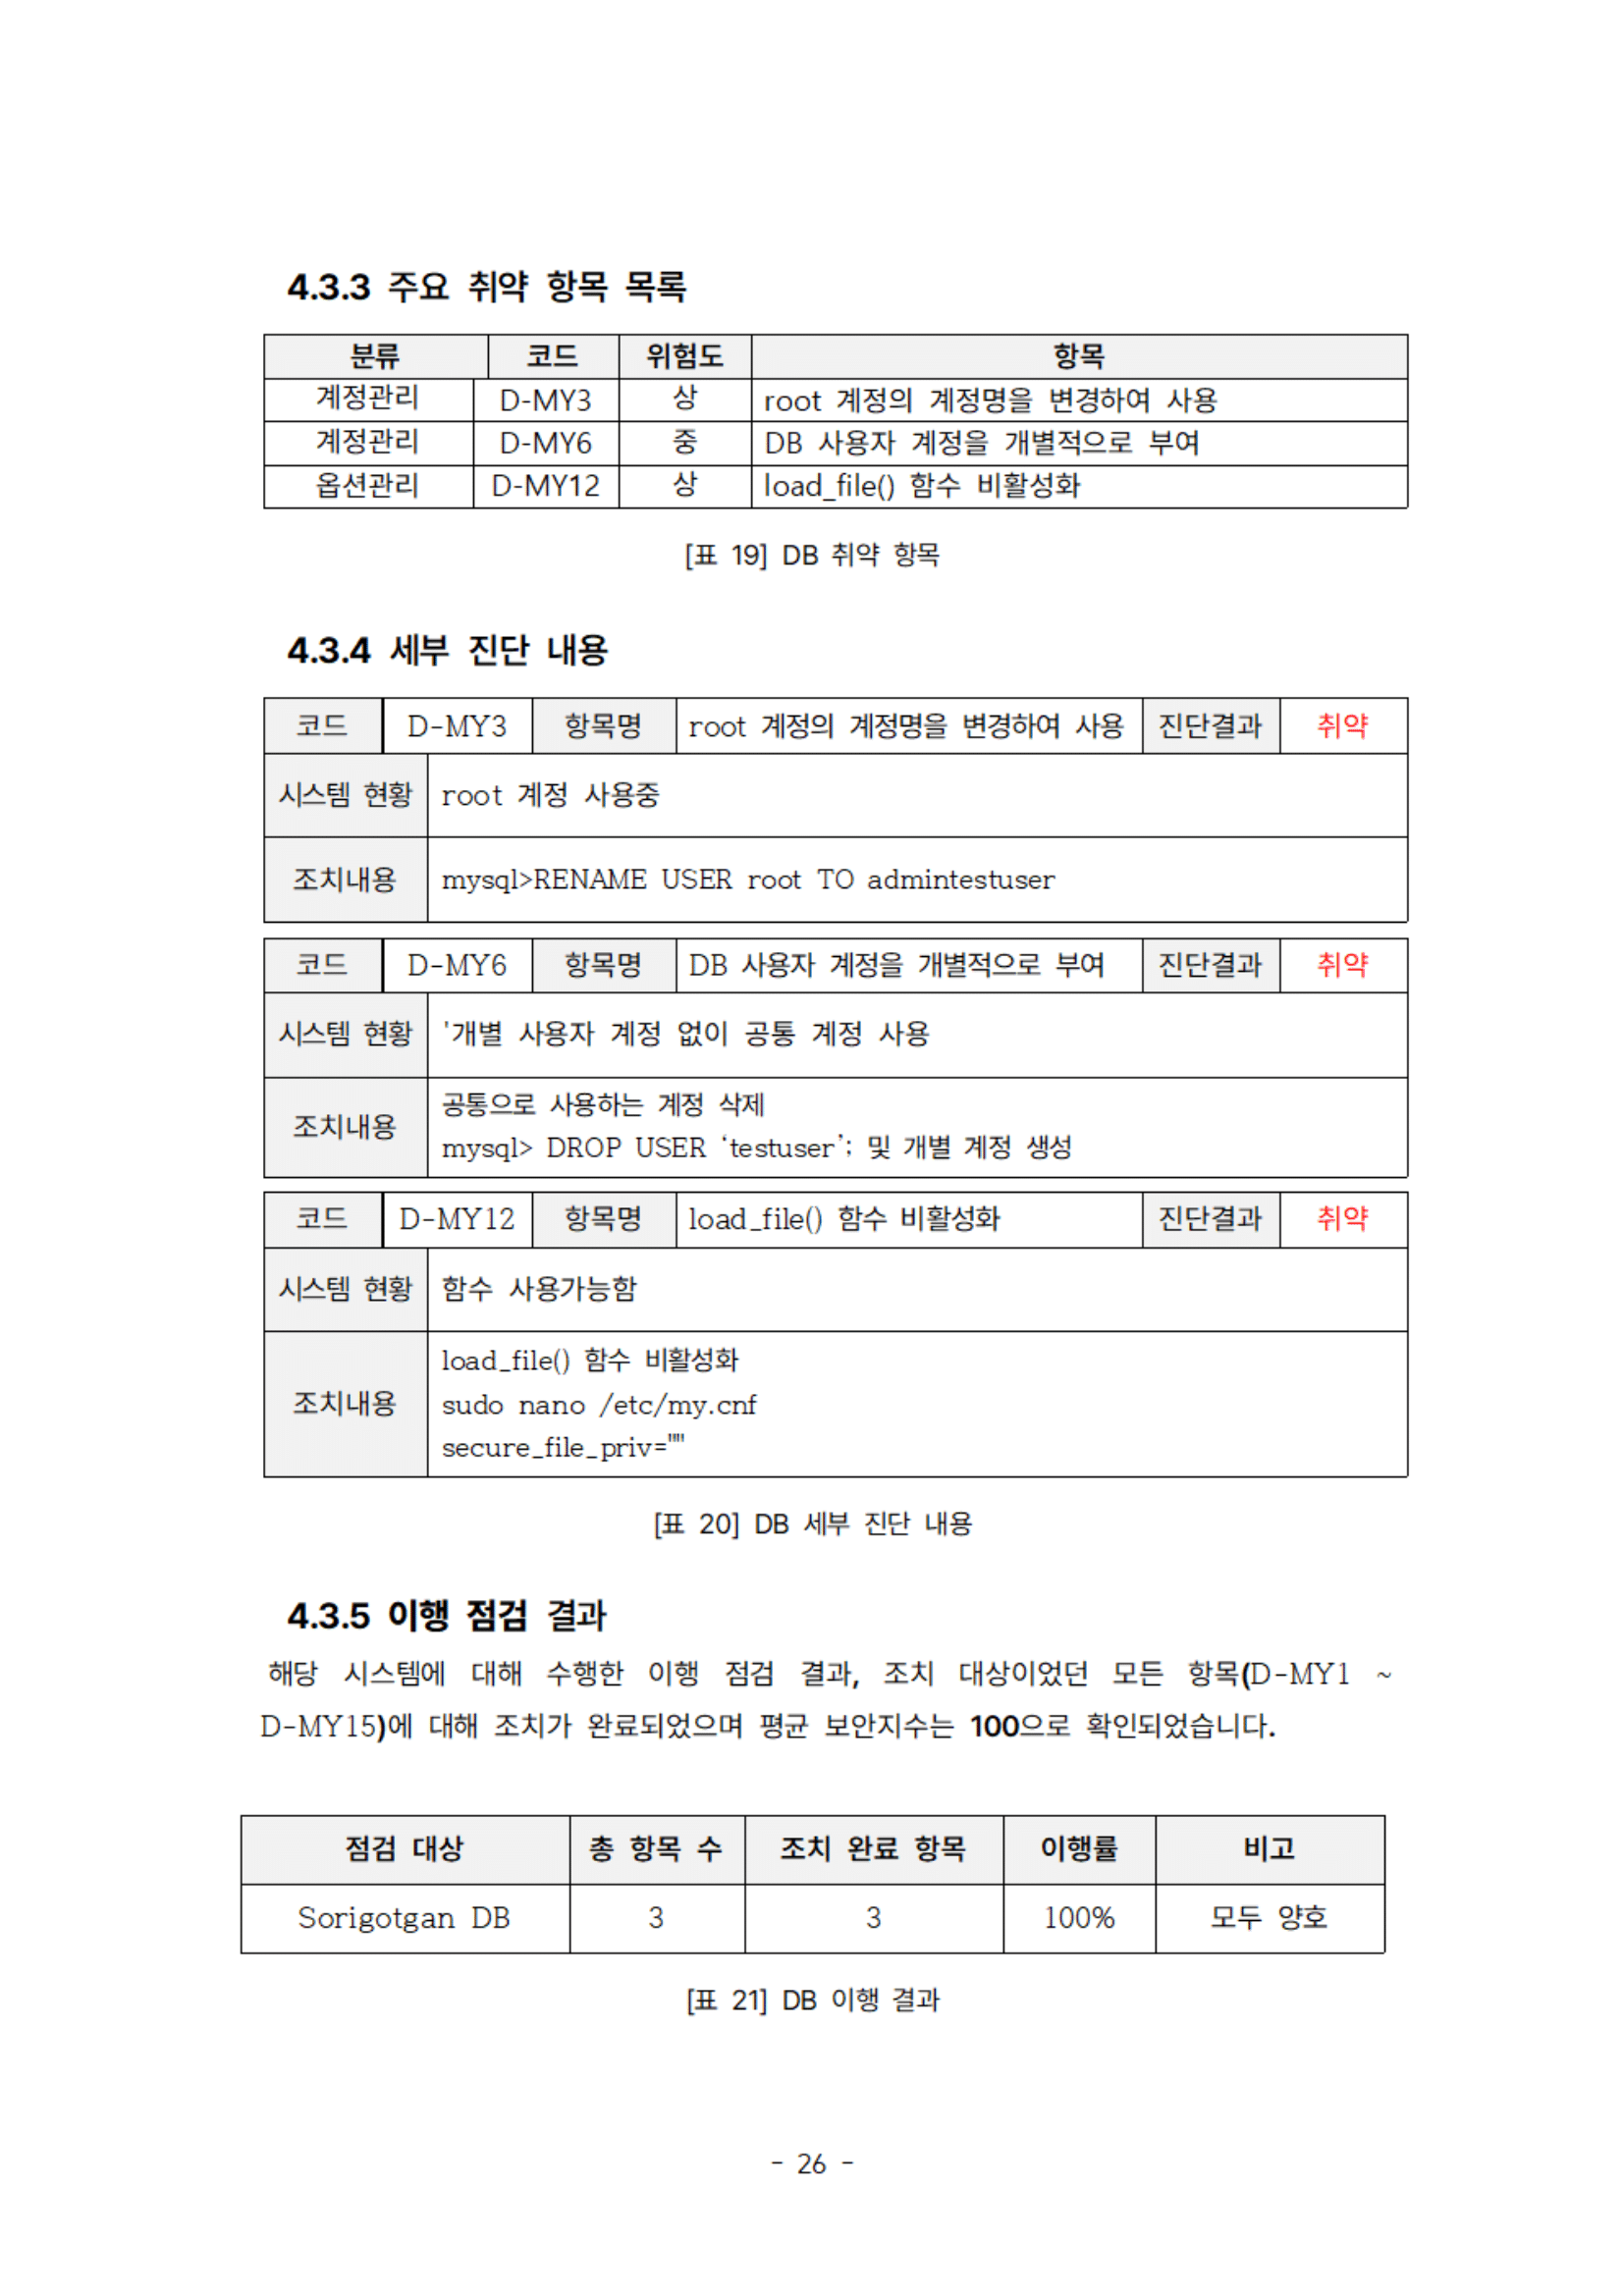 4.3.3 주요 취약 항목 목록
분류 코드 위험도 항목
계정관리 D-MY3 상 root 계정의 계정명을 변경하여 사용
계정관리 D-MY6 중 DB 사용자 계정을 개별적으로 부여
옵션관리 D-MY12 상 load_file() 함수 비활성화
[표 19] DB 취약 항목
4.3.4 세부 진단 내용
코드 D-MY3 항목명 root 계정의 계정명을 변경하여 사용 진단결과 취약
시스템 현황 root 계정 사용중
조치내용 mysql>RENAME USER root TO admintestuser
코드 D-MY6 항목명 DB 사용자 계정을 개별적으로 부여 진단결과 취약
시스템 현황 '개별 사용자 계정 없이 공통 계정 사용
조치내용 공통으로 사용하는 계정 삭제
mysql> DROP USER ‘testuser’; 및 개별 계정 생성
코드 D-MY12 항목명 load_file() 함수 비활성화 진단결과 취약
시스템 현황 함수 사용가능함
조치내용 load_file() 함수 비활성화
sudo nano /etc/my.cnf
secure_file_priv=""
[표 20] DB 세부 진단 내용
4.3.5 이행 점검 결과
해당 시스템에 대해 수행한 이행 점검 결과, 조치 대상이었던 모든 항목(D-MY1 ~
D-MY15)에 대해 조치가 완료되었으며 평균 보안지수는 100으로 확인되었습니다.
점검 대상 총 항목 수 조치 완료 항목 이행률 비고
Sorigotgan DB 3 3 100% 모두 양호
[표 21] DB 이행 결과
- 26 -